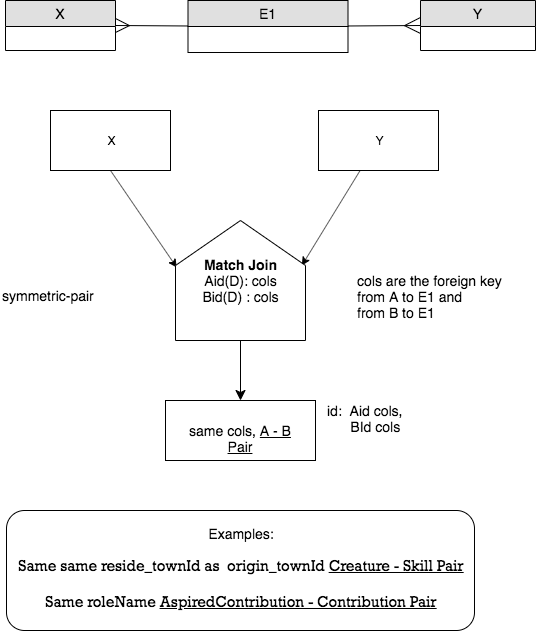 X
E1
Y
X
Y
Match Join
Aid(D): cols
Bid(D) : cols
symmetric-pair
cols are the foreign key
from A to E1 and
from B to E1
same cols, A - B
Pair
id: Aid cols,
BId cols
Examples:
Same same reside_townId as origin_townId Creature - Skill Pair
Same roleName AspiredContribution - Contribution Pair